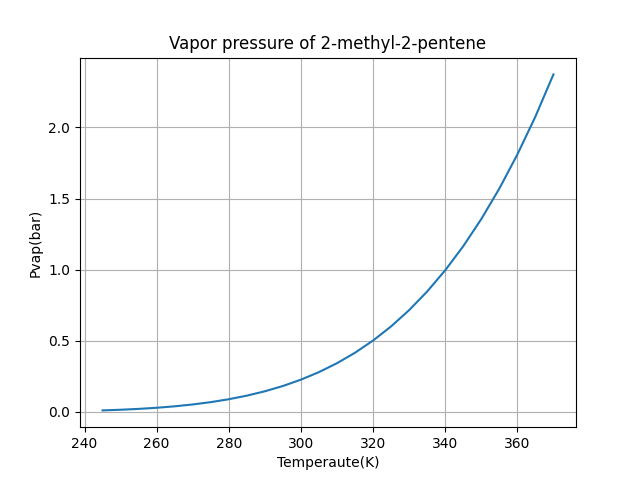 Vapor pressure of 2-methyl-2-pentene
Pvap(bar)
2.0
1.5
1.0
0.5
0.0
240 260 280 300 320 340 360
Temperaute(K)